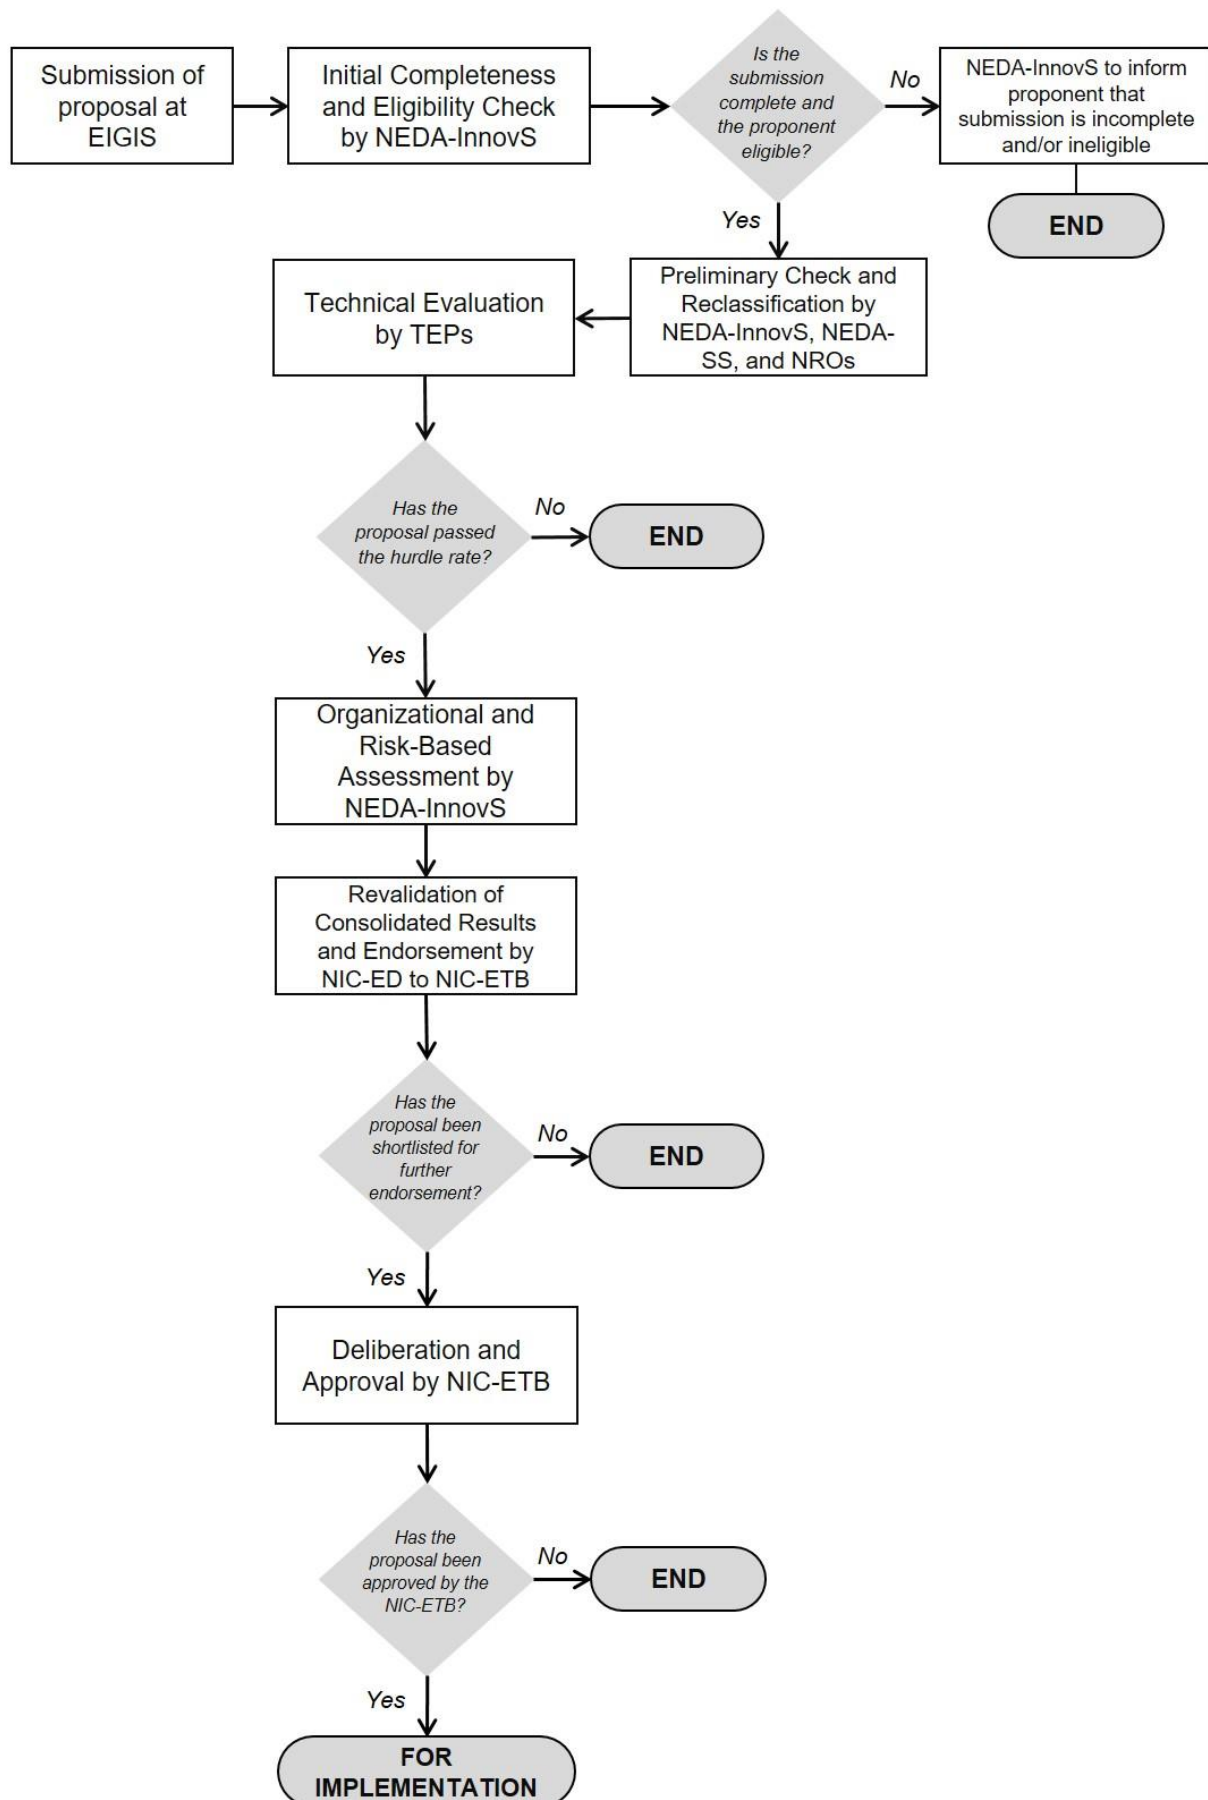 Submission of
proposal at
EIGIS
Initial Completeness
and Eligibility Check
by NEDA-InnovS
Is the
submission
complete and
the proponent
eligible?
No
NEDA-InnovS to inform
proponent that
submission is incomplete
and/or ineligible
END
Yes
Preliminary Check and
Reclassification by
NEDA-InnovS, NEDA-
SS, and NROs
Technical Evaluation
by TEPs
Has the
proposal passed
the hurdle rate?
No
END
Yes
Organizational and
Risk-Based
Assessment by
NEDA-InnovS
Revalidation of
Consolidated Results
and Endorsement by
NIC-ED to NIC-ETB
Has the
proposal been
shortlisted for
further
endorsement?
No
END
Yes
Deliberation and
Approval by NIC-ETB
Has the
proposal been
approved by the
NIC-ETB?
No
END
Yes
FOR
IMPLEMENTATION